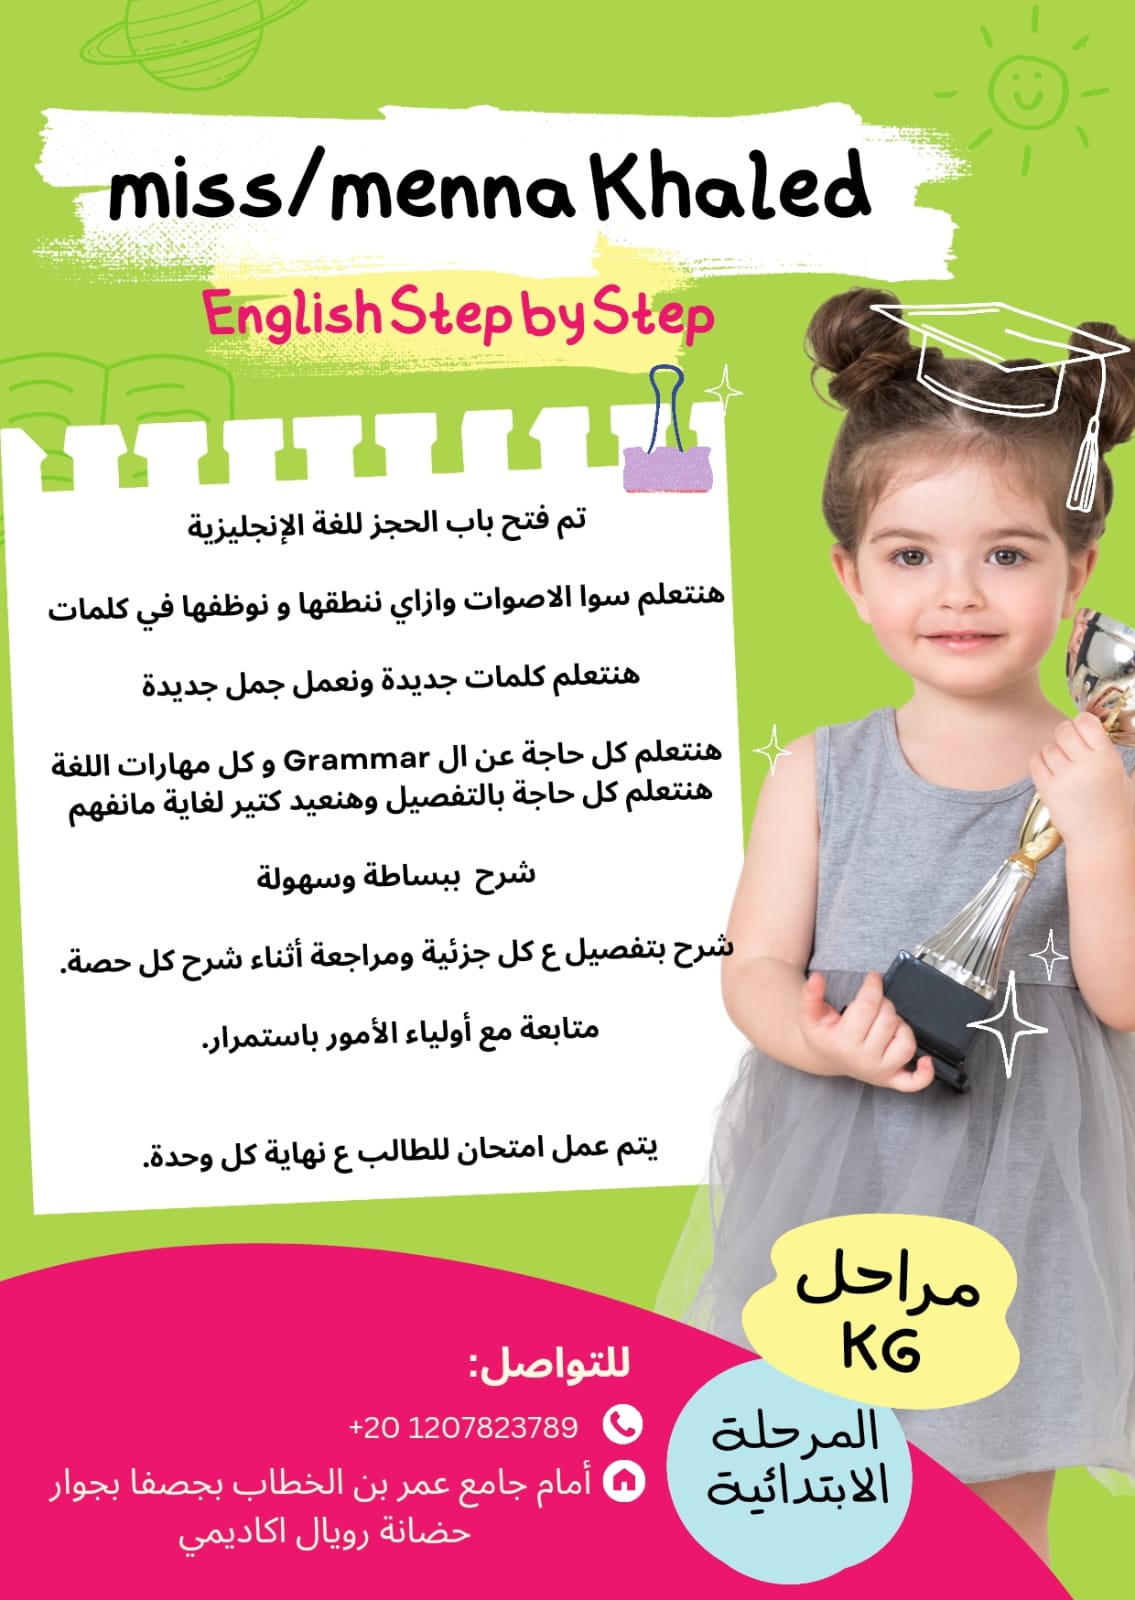 miss/menna Khaled
English Step by Step
تم فتح باب الحجز للغة الإنجليزية
هنتعلم سوا الاصوات وازاي ننطقها و نوظفها في كلمات
هنتعلم كلمات جديدة ونعمل جمل جديدة
هنتعلم كل حاجة عن ال Grammar و كل مهارات اللغة
هنتعلم كل حاجة بالتفصيل وهنعيد كتير لغاية مانفهم
شرح ببساطة وسهولة
شرح بتفصيل ع كل جزئية ومراجعة أثناء شرح كل حصة.
متابعة مع أولياء الأمور باستمرار.
يتم عمل امتحان للطالب ع نهاية كل وحدة.
مراحل
KG
المرحلة
الابتدائية
للتواصل:
+20 1207823789
أمام جامع عمر بن الخطاب بجصفا بجوار
حضانة رويال اكاديمي